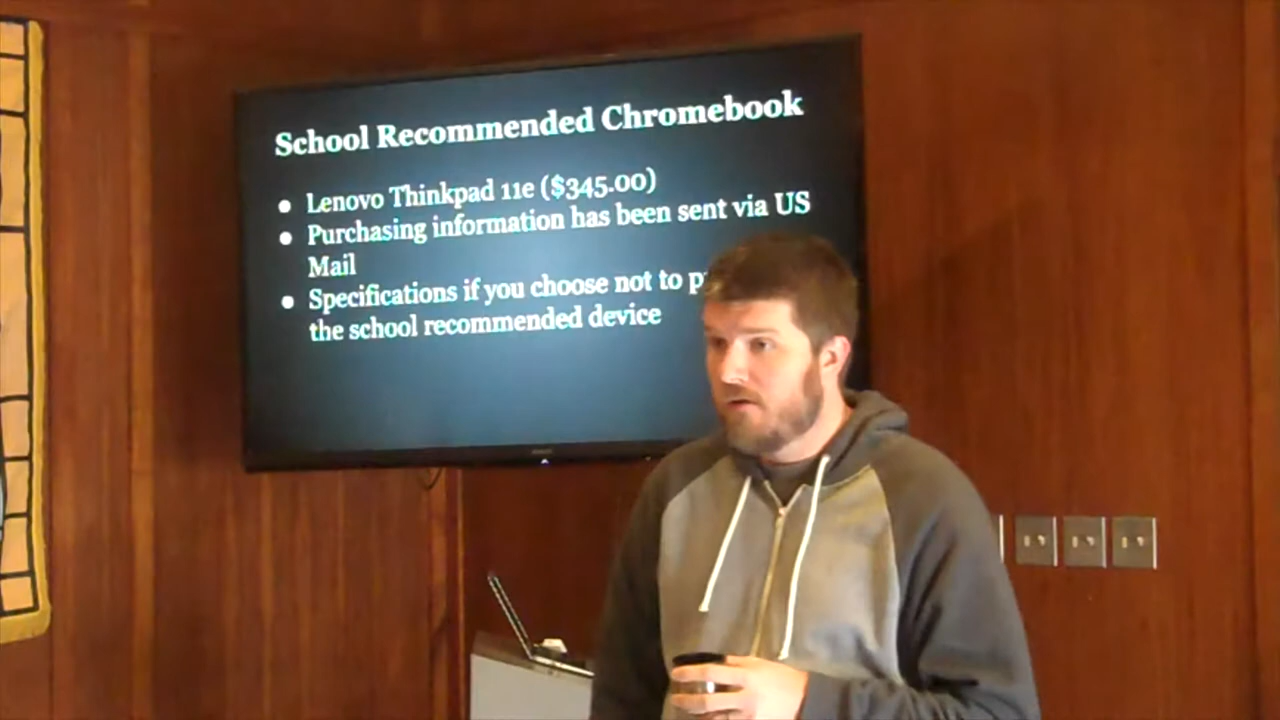 School Recommended Chromebook
● Lenovo Thinkpad 11e ($345.00)
● Purchasing information has been sent via US
Mail
● Specifications if you choose not to
the school recommended device